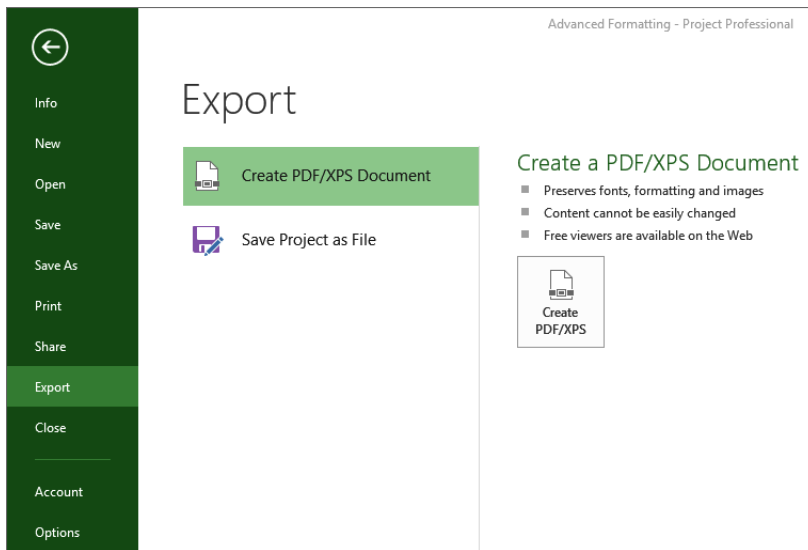 Advanced Formatting - Project Professional
Info
New
Open
Save
Save As
Print
Share
Export
Close
Account
Options
Export
Create PDF/XPS Document
Save Project as File
Create a PDF/XPS Document
Preserves fonts, formatting and images
Content cannot be easily changed
Free viewers are available on the Web
Create
PDF/XPS